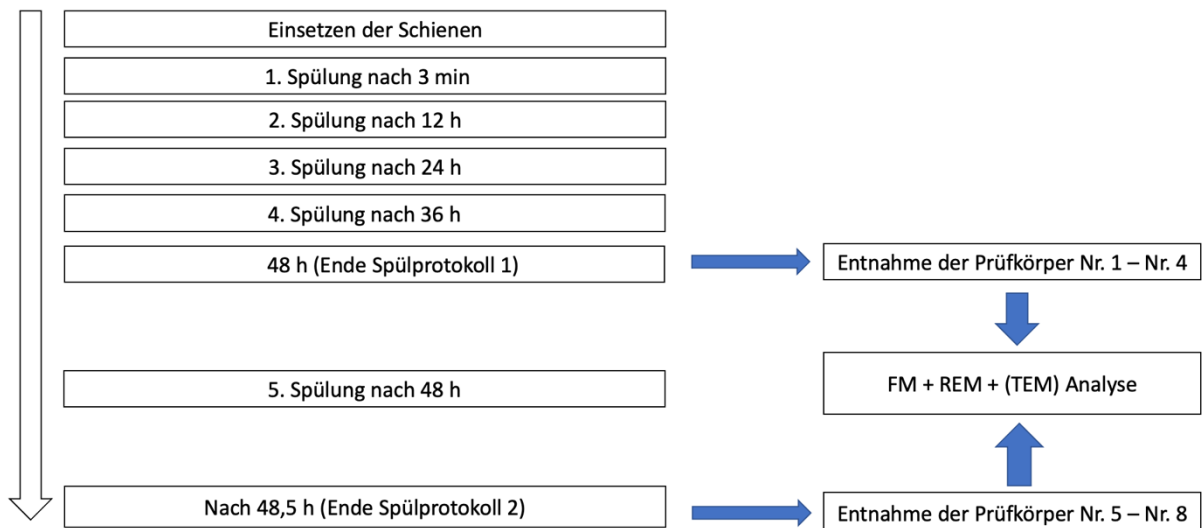 Einsetzen der Schienen
1. Spülung nach 3 min
2. Spülung nach 12 h
3. Spülung nach 24 h
4. Spülung nach 36 h
48 h (Ende Spülprotokoll 1)
Entnahme der Prüfkörper Nr. 1 – Nr. 4
5. Spülung nach 48 h
FM + REM + (TEM) Analyse
Nach 48,5 h (Ende Spülprotokoll 2)
Entnahme der Prüfkörper Nr. 5 – Nr. 8